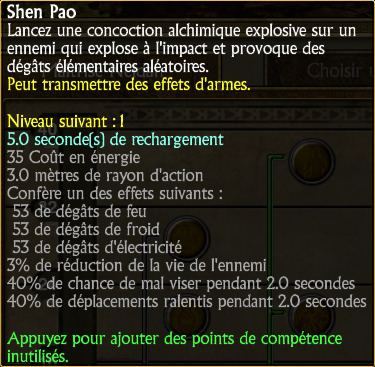 Shen Pao
Lancez une concoction alchimique explosive sur un
ennemi qui explose à l'impact et provoque des
dégâts élémentaires aléatoires.
Peut transmettre des effets d'armes.
Choisir
Niveau suivant : 1
5.0 seconde(s) de rechargement
35 Coût en énergie
3.0 mètres de rayon d'action
Confère un des effets suivants :
53 de dégâts de feu
53 de dégâts de froid
53 de dégâts d'électricité
3% de réduction de la vie de l'ennemi
40% de chance de mal viser pendant 2.0 secondes
40% de déplacements ralentis pendant 2.0 secondes
Appuyez pour ajouter des points de compétence
inutilisés.